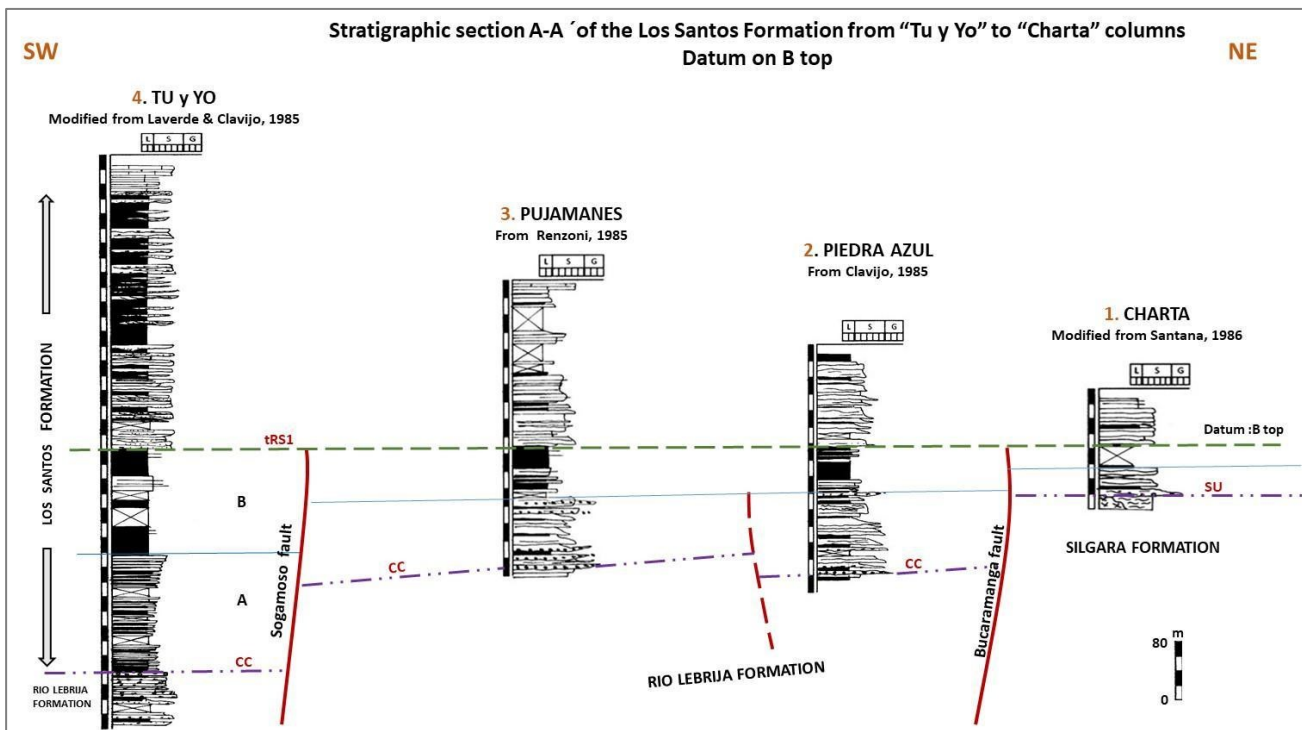 Stratigraphic section A-A ´of the Los Santos Formation from “Tu y Yo” to “Charta” columns
Datum on B top
SW
NE
4. TU y YO
Modified from Laverde & Clavijo, 1985
L S G
3. PUJAMANES
From Renzoni, 1985
L S G
2. PIEDRA AZUL
From Clavijo, 1985
L S G
1. CHARTA
Modified from Santana, 1986
L S G
LOS SANTOS FORMATION
tRS1
Datum :B top
B
A
Sogamoso fault
CC
CC
CC
SU
Bucaramanga fault
SILGARA FORMATION
RIO LEBRIJA
FORMATION
RIO LEBRIJA FORMATION
m
80
0